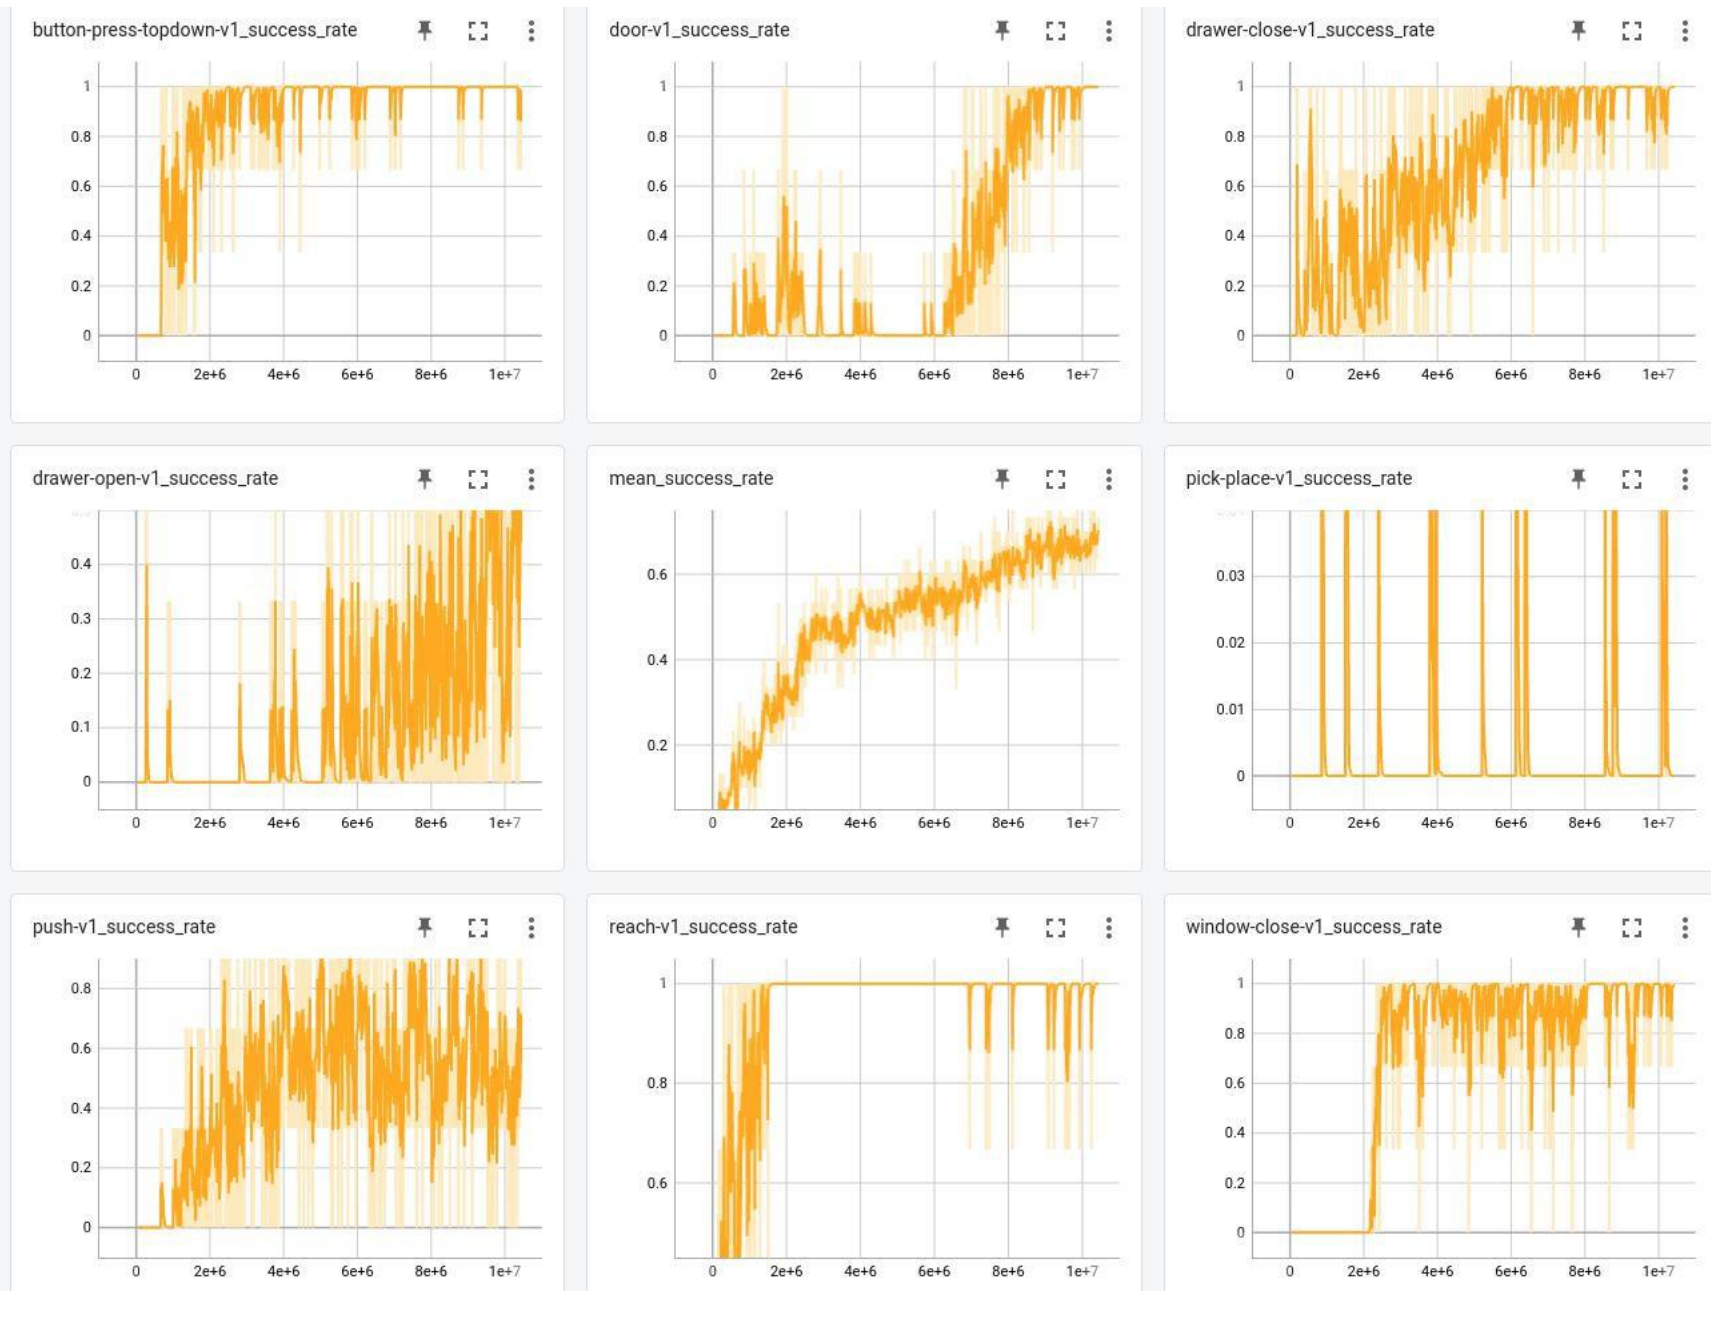 button-press-topdown-v1_success_rate
1
0.8
0.6
0.4
0.2
0
0 2e+6 4e+6 6e+6 8e+6 1e+7
door-v1_success_rate
1
0.8
0.6
0.4
0.2
0
0 2e+6 4e+6 6e+6 8e+6 1e+7
drawer-close-v1_success_rate
1
0.8
0.6
0.4
0.2
0
0 2e+6 4e+6 6e+6 8e+6 1e+7
drawer-open-v1_success_rate
0.4
0.3
0.2
0.1
0
0 2e+6 4e+6 6e+6 8e+6 1e+7
mean_success_rate
0.6
0.4
0.2
0 2e+6 4e+6 6e+6 8e+6 1e+7
pick-place-v1_success_rate
0.03
0.02
0.01
0
0 2e+6 4e+6 6e+6 8e+6 1e+7
push-v1_success_rate
0.8
0.6
0.4
0.2
0
0 2e+6 4e+6 6e+6 8e+6 1e+7
reach-v1_success_rate
1
0.8
0.6
0 2e+6 4e+6 6e+6 8e+6 1e+7
window-close-v1_success_rate
1
0.8
0.6
0.4
0.2
0
0 2e+6 4e+6 6e+6 8e+6 1e+7